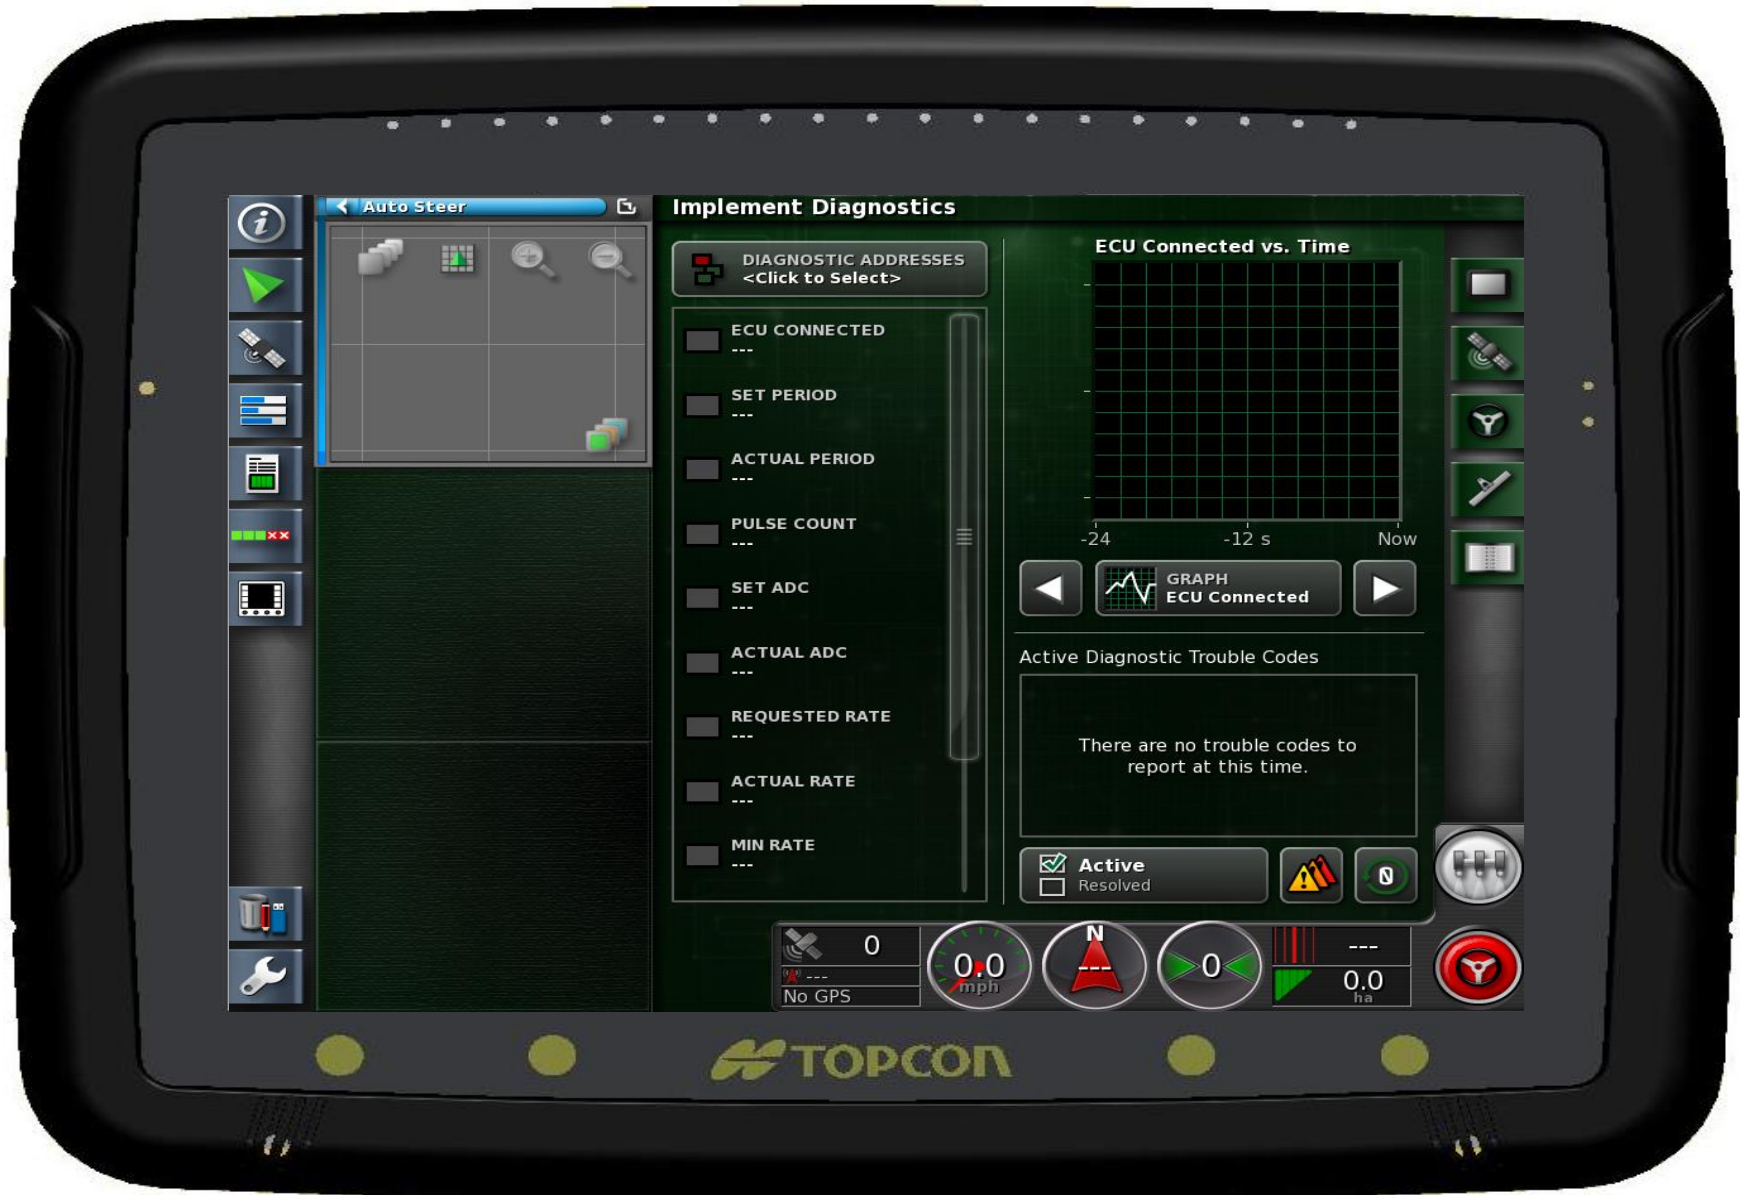 Auto Steer
Implement Diagnostics
DIAGNOSTIC ADDRESSES
<Click to Select>
ECU CONNECTED
---
SET PERIOD
---
ACTUAL PERIOD
---
PULSE COUNT
---
SET ADC
---
ACTUAL ADC
---
REQUESTED RATE
---
ACTUAL RATE
---
MIN RATE
---
ECU Connected vs. Time
-24 -12 s Now
GRAPH
ECU Connected
Active Diagnostic Trouble Codes
There are no trouble codes to
report at this time.
Active
Resolved
0
0
---
No GPS
0.0
mph
N
---
0
---
0.0
ha
TOPCON